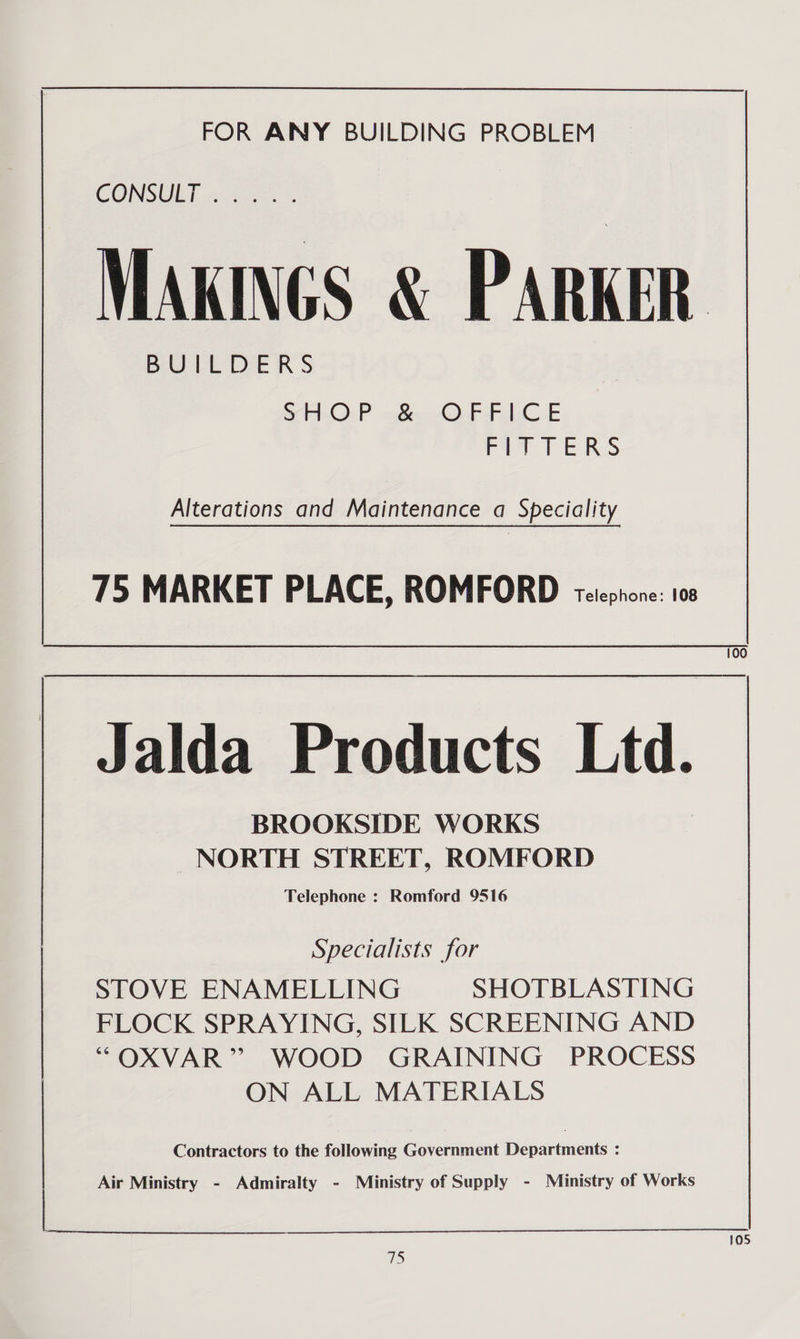 FOR ANY BUILDING PROBLEM
CONSULT . . . . .
MAKINGS & PARKER
BUILDERS
SHOP & OFFICE
FITTERS
Alterations and Maintenance a Speciality
75 MARKET PLACE, ROMFORD Telephone: 108
100
Jalda Products Ltd.
BROOKSIDE WORKS
NORTH STREET, ROMFORD
Telephone : Romford 9516
Specialists for
STOVE ENAMELLING SHOTBLASTING
FLOCK SPRAYING, SILK SCREENING AND
“OXVAR” WOOD GRAINING PROCESS
ON ALL MATERIALS
Contractors to the following Government Departments :
Air Ministry - Admiralty - Ministry of Supply - Ministry of Works
105
75